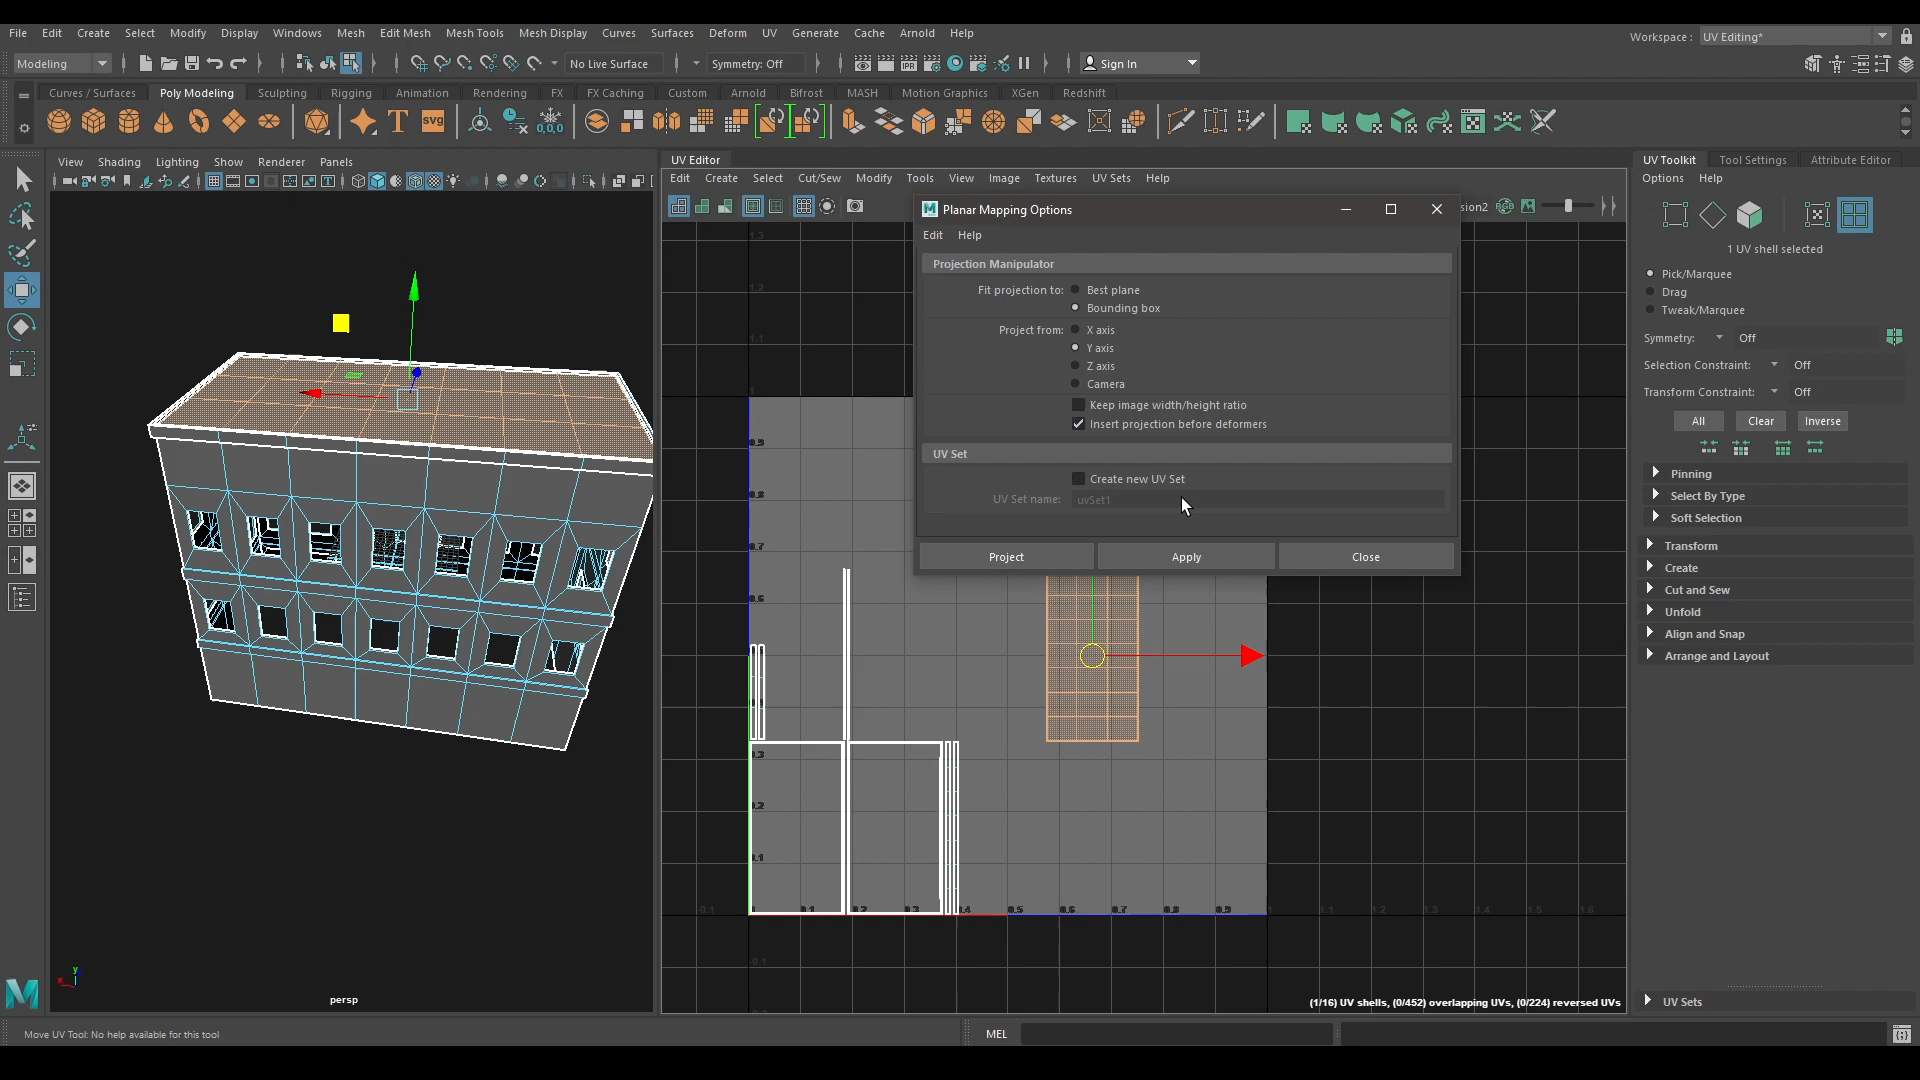 File Edit Create Select Modify Display Windows Mesh Edit Mesh Mesh Tools Mesh Display Curves Surfaces Deform UV Generate Cache Arnold Help
Workspace : UV Editing*
Modeling No Live Surface Symmetry: Off Sign In
Curves / Surfaces Poly Modeling Sculpting Rigging Animation Rendering FX FX Caching Custom Arnold Bifrost MASH Motion Graphics XGen Redshift
View Shading Lighting Show Renderer Panels
UV Editor
Edit Create Select Cut/Sew Modify Tools View Image Textures UV Sets Help
Planar Mapping Options
Edit Help
Projection Manipulator
Fit projection to: Best plane
Bounding box
Project from: X axis
Y axis
Z axis
Camera
Keep image width/height ratio
Insert projection before deformers
UV Set
Create new UV Set
UV Set name: uvSet1
Project Apply Close
UV Toolkit Tool Settings Attribute Editor
Options Help
1 UV shell selected
Pick/Marquee
Drag
Tweak/Marquee
Symmetry: Off
Selection Constraint: Off
Transform Constraint: Off
All Clear Inverse
Pinning
Select By Type
Soft Selection
Transform
Create
Cut and Sew
Unfold
Align and Snap
Arrange and Layout
UV Sets
persp
(1/16) UV shells, (0/452) overlapping UVs, (0/224) reversed UVs
Move UV Tool: No help available for this tool
MEL